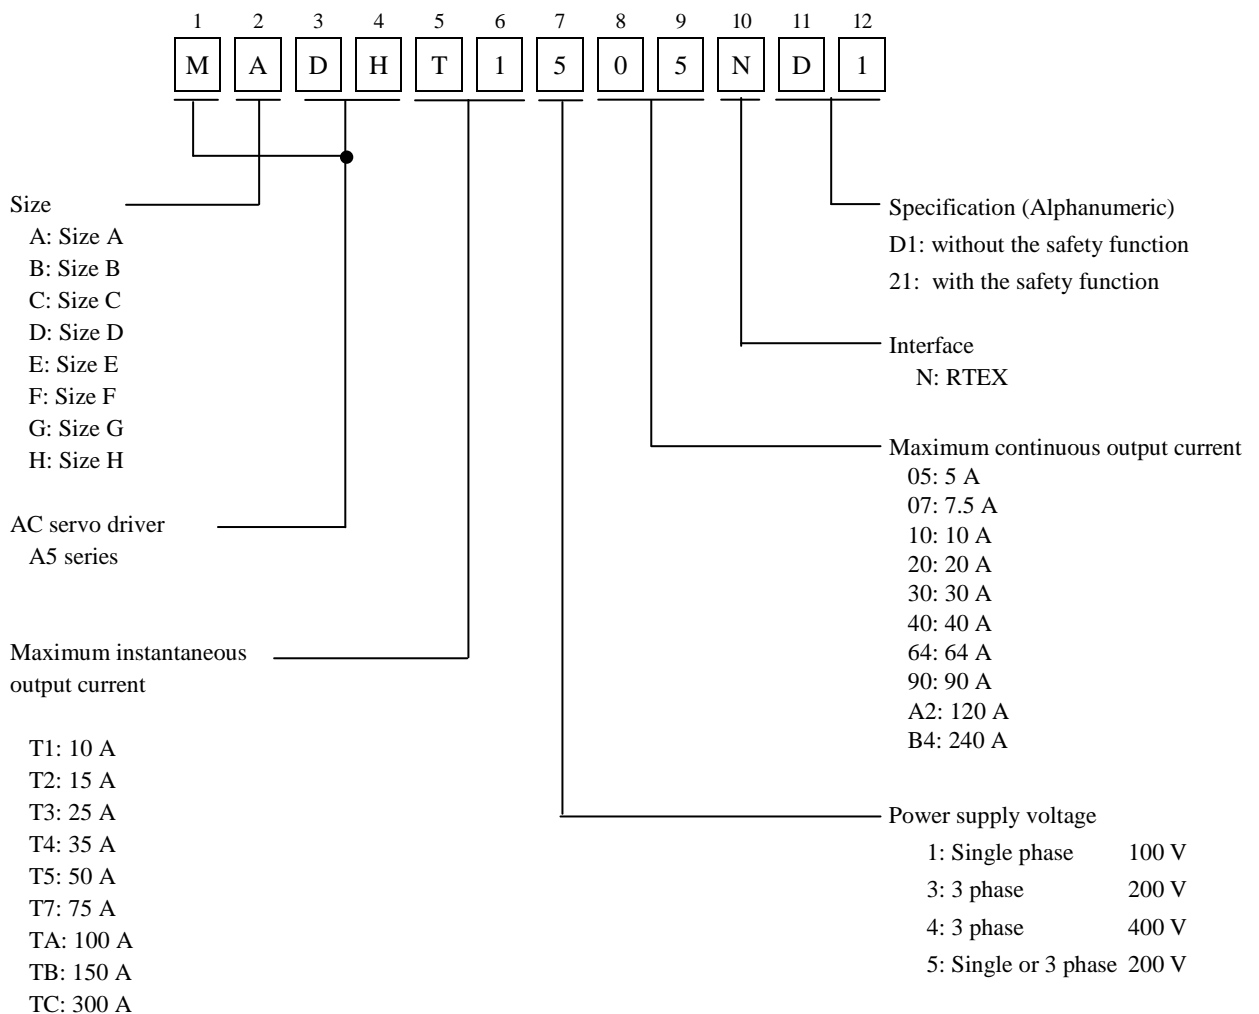 1 2 3 4 5 6 7 8 9 10 11 12
M A D H T 1 5 0 5 N D 1
Size
A: Size A
B: Size B
C: Size C
D: Size D
E: Size E
F: Size F
G: Size G
H: Size H
AC servo driver
A5 series
Maximum instantaneous
output current
T1: 10 A
T2: 15 A
T3: 25 A
T4: 35 A
T5: 50 A
T7: 75 A
TA: 100 A
TB: 150 A
TC: 300 A
Specification (Alphanumeric)
D1: without the safety function
21: with the safety function
Interface
N: RTEX
Maximum continuous output current
05: 5 A
07: 7.5 A
10: 10 A
20: 20 A
30: 30 A
40: 40 A
64: 64 A
90: 90 A
A2: 120 A
B4: 240 A
Power supply voltage
1: Single phase 100 V
3: 3 phase 200 V
4: 3 phase 400 V
5: Single or 3 phase 200 V